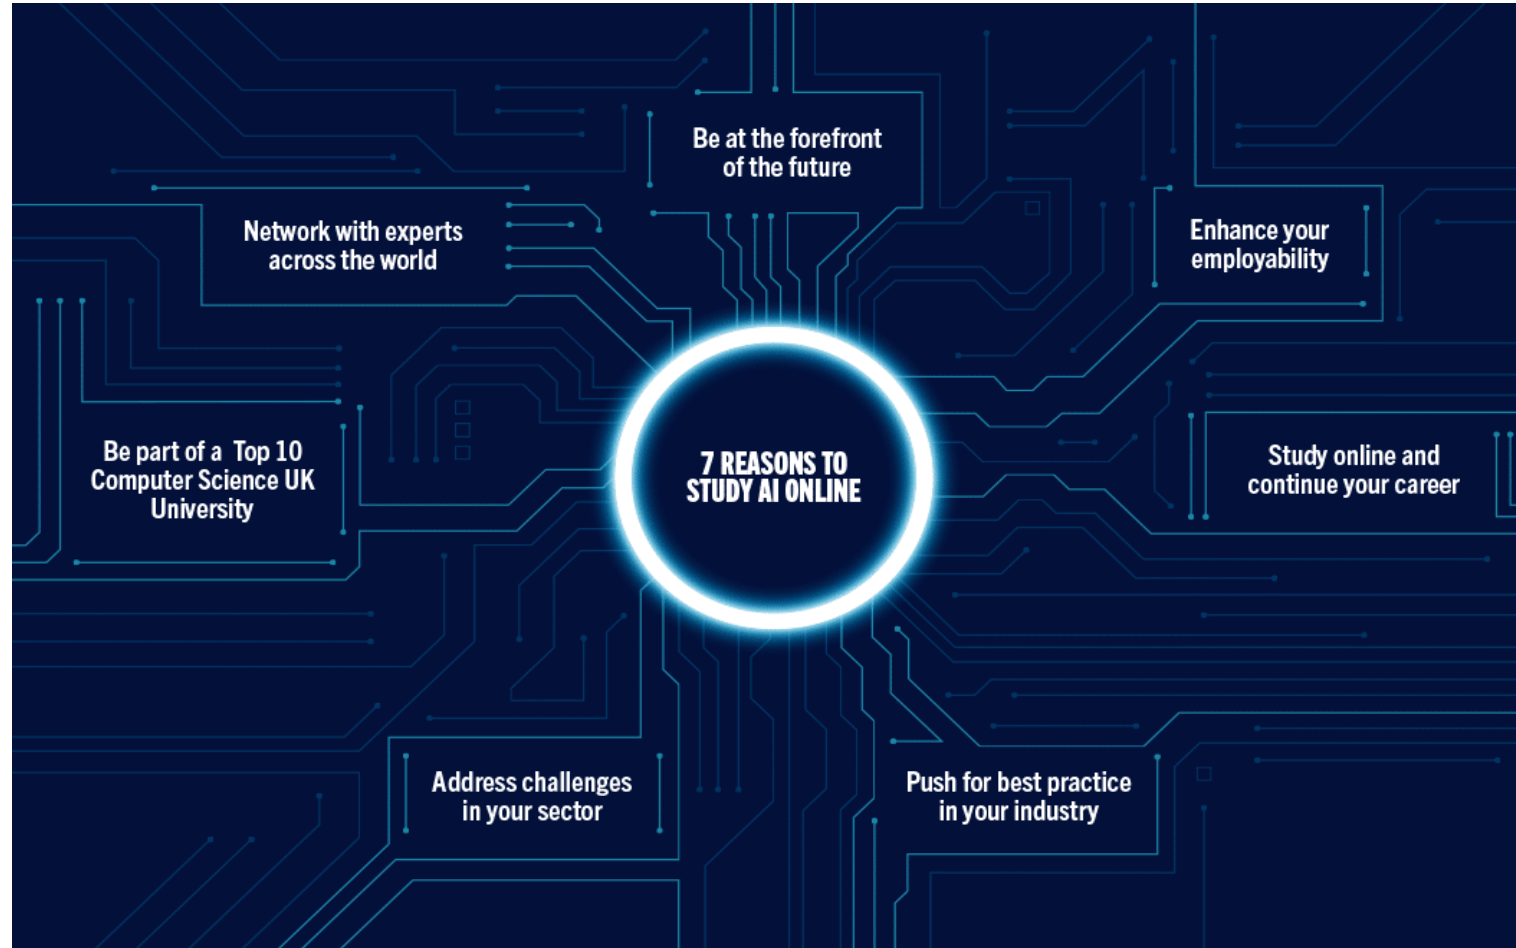 Be at the forefront
of the future
Network with experts
across the world
Enhance your
employability
Be part of a  Top 10
Computer Science UK
University
7 REASONS TO
STUDY AI ONLINE
Study online and
continue your career
Address challenges
in your sector
Push for best practice
in your industry